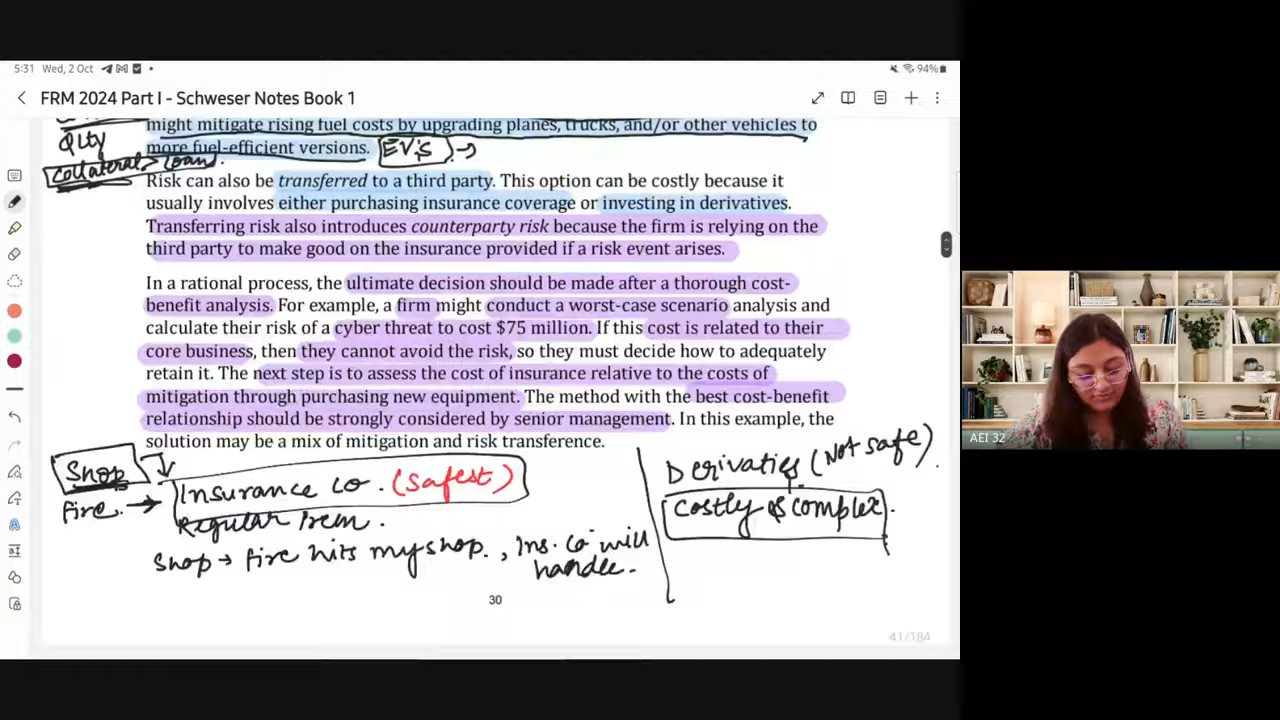 5:31 Wed, 2 Oct
94%
FRM 2024 Part I - Schweser Notes Book 1
might mitigate rising fuel costs by upgrading planes, trucks, and/or other vehicles to
Qlty
more fuel-efficient versions. EV's
Collateral > Loan
Risk can also be transferred to a third party. This option can be costly because it
usually involves either purchasing insurance coverage or investing in derivatives.
Transferring risk also introduces counterparty risk because the firm is relying on the
third party to make good on the insurance provided if a risk event arises.
In a rational process, the ultimate decision should be made after a thorough cost-
benefit analysis. For example, a firm might conduct a worst-case scenario analysis and
calculate their risk of a cyber threat to cost $75 million. If this cost is related to their
core business, then they cannot avoid the risk, so they must decide how to adequately
retain it. The next step is to assess the cost of insurance relative to the costs of
mitigation through purchasing new equipment. The method with the best cost-benefit
relationship should be strongly considered by senior management. In this example, the
solution may be a mix of mitigation and risk transference.
Shop
fire. → Insurance Co. (Safest)
Regular Prem.
Shop → fire hits my shop., Ins. Co will
handle.
(Not safe).
costly & complex.
30
41/184
AEI 32